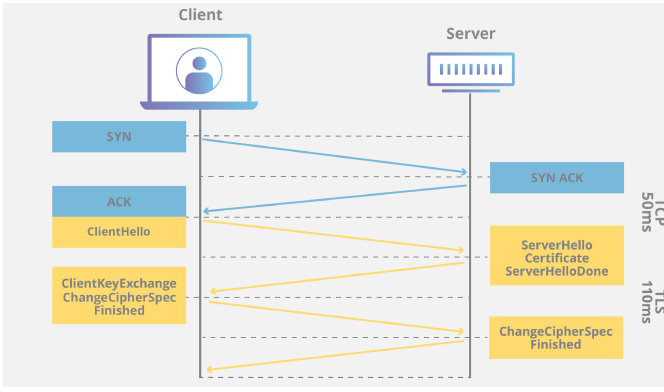 Client
Server
SYN
SYN ACK
ACK
ClientHello
ServerHello
Certificate
ServerHelloDone
TCP
50ms
ClientKeyExchange
ChangeCipherSpec
Finished
TLS
110ms
ChangeCipherSpec
Finished